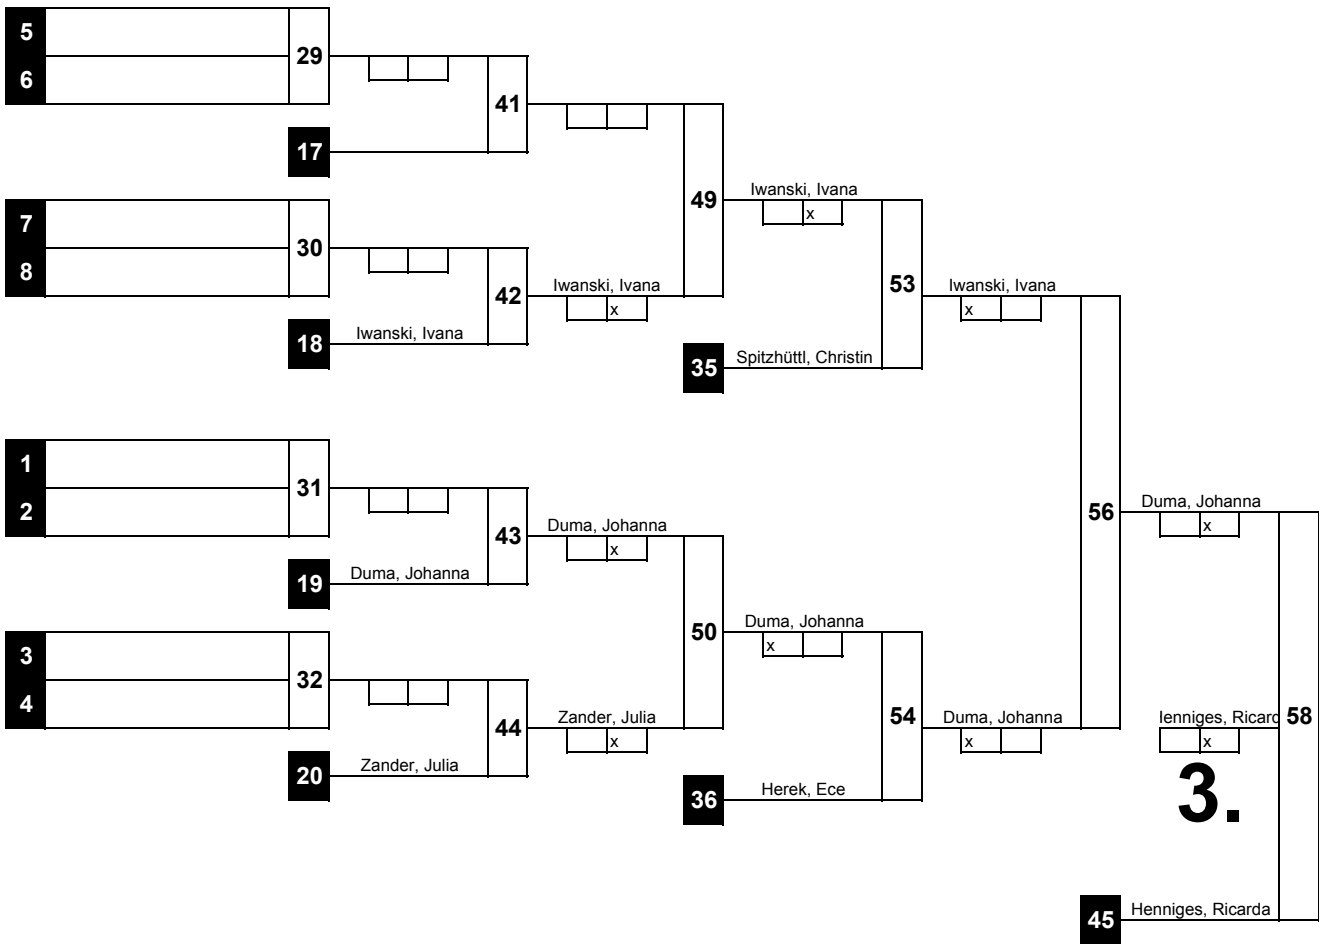 5
29
6
41
17
7
Iwanski, Ivana
49
x
30
8
Iwanski, Ivana
Iwanski, Ivana
53
42
x
x
18
Iwanski, Ivana
35
Spitzhüttl, Christin
1
31
2
Duma, Johanna
56
Duma, Johanna
43
x
x
19
Duma, Johanna
3
Duma, Johanna
50
x
32
4
Zander, Julia
54
Duma, Johanna
Ienniges, Ricard
58
44
x
x
x
20
Zander, Julia
36
Herek, Ece
3.
45
Henniges, Ricarda